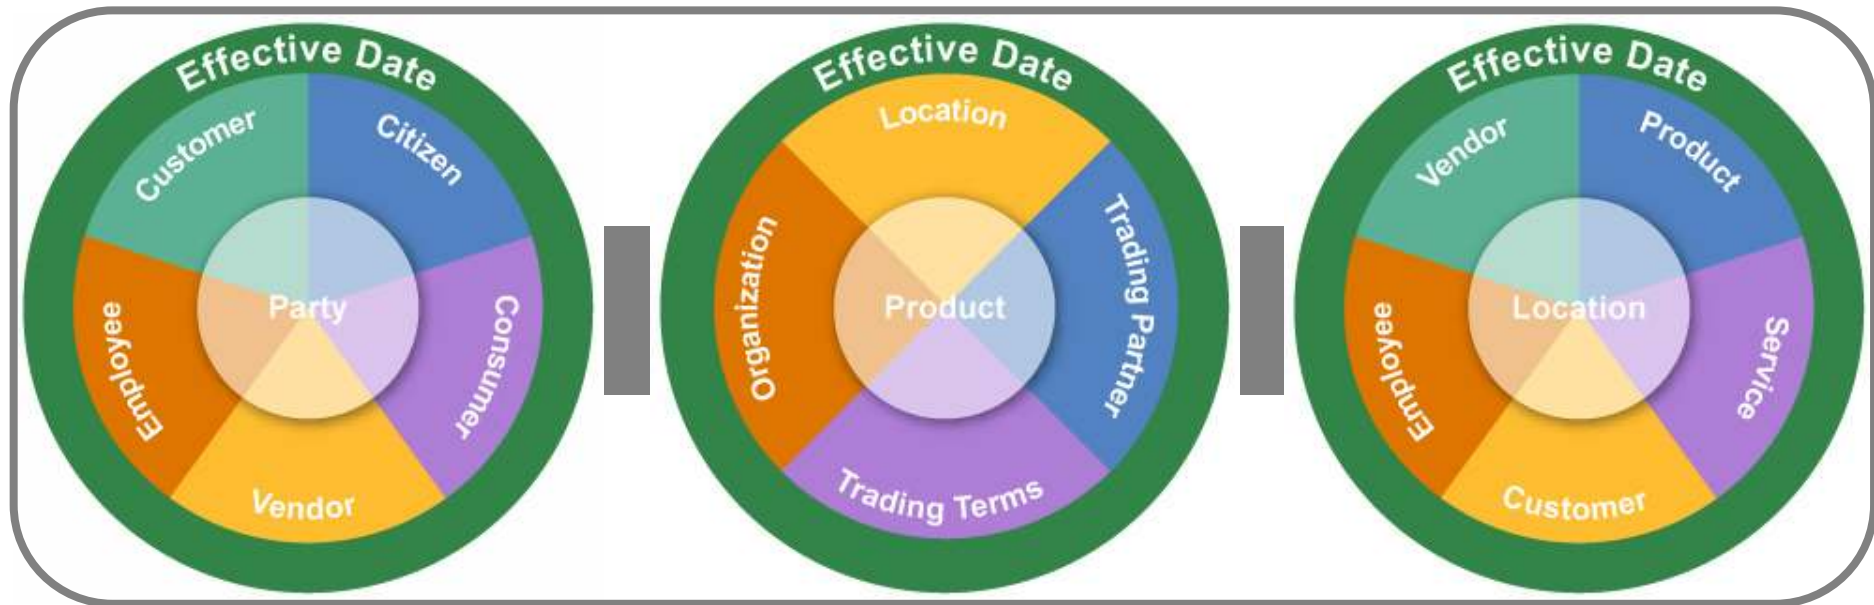 Effective Date
Customer
Citizen
Employee
Party
Consumer
Vendor
Effective Date
Location
Organization
Product
Trading Partner
Trading Terms
Effective Date
Vendor
Product
Employee
Location
Service
Customer